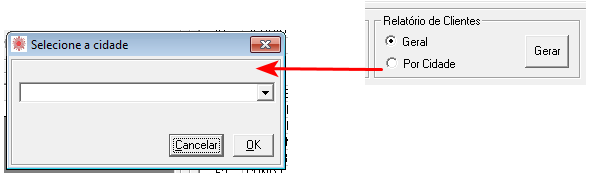 Selecione a cidade
Cancelar
OK
Relatório de Clientes
Geral
Por Cidade
Gerar